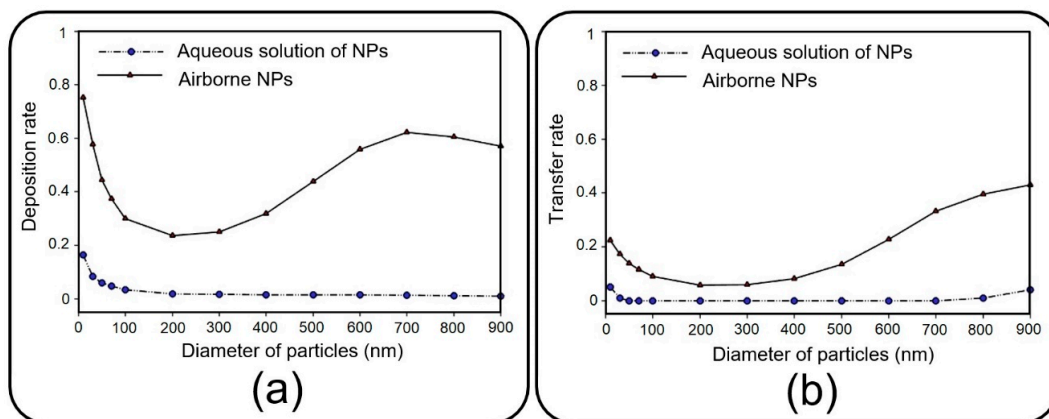 1
Aqueous solution of NPs
Airborne NPs
0.8
0.6
0.4
0.2
0
Deposition rate
0 100 200 300 400 500 600 700 800 900
Diameter of particles (nm)
(a)
1
Aqueous solution of NPs
Airborne NPs
0.8
0.6
0.4
0.2
0
Transfer rate
0 100 200 300 400 500 600 700 800 900
Diameter of particles (nm)
(b)